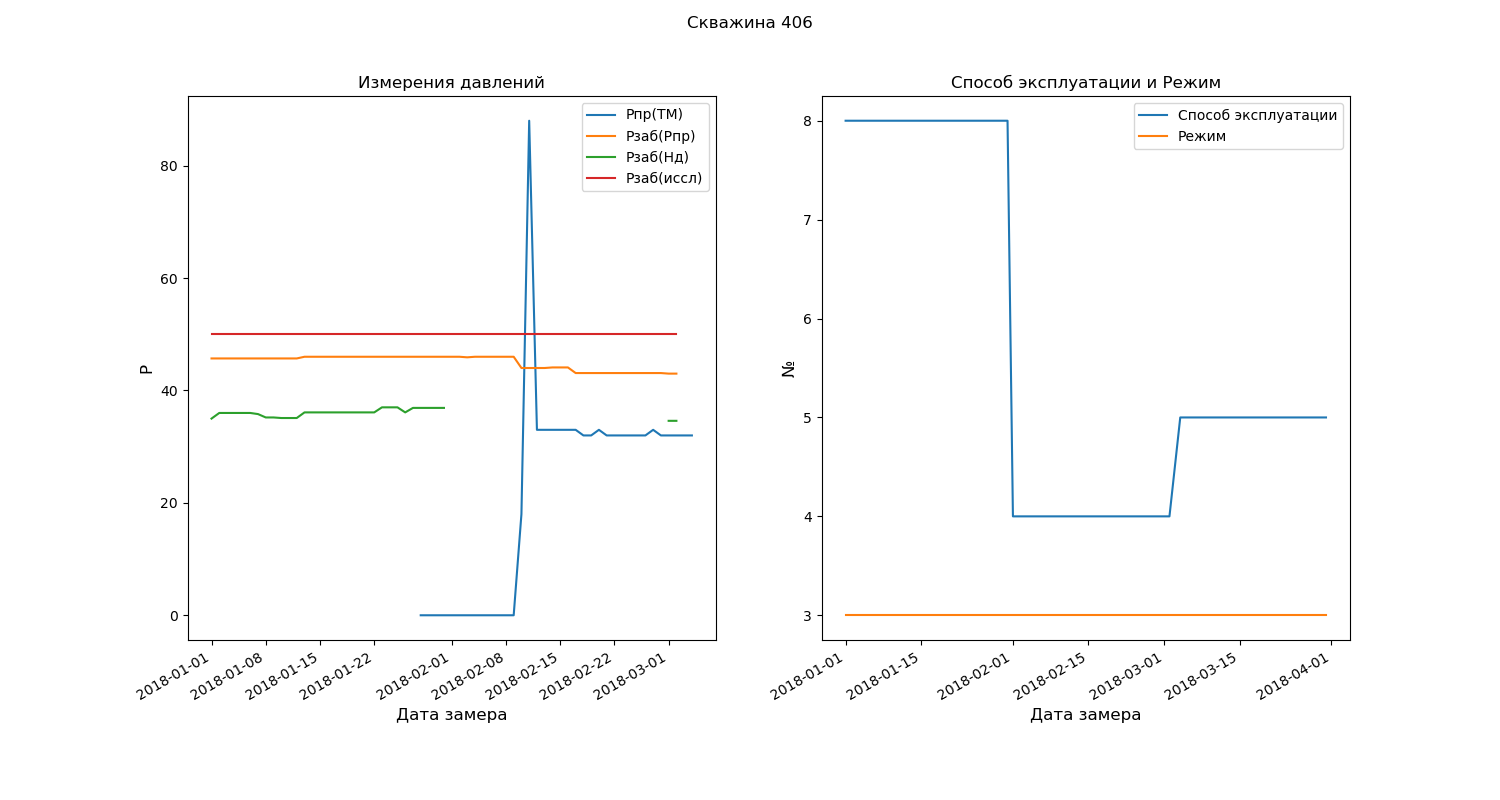 Скважина 406
Измерения давлений
Рпр(ТМ)
Рзаб(Рпр)
Рзаб(Нд)
Рзаб(иссл)
80
60
40
20
0
Р
2018-01-01
2018-01-08
2018-01-15
2018-01-22
2018-02-01
2018-02-08
2018-02-15
2018-02-22
2018-03-01
Дата замера
Способ эксплуатации и Режим
Способ эксплуатации
Режим
8
7
6
5
4
3
№
2018-01-01
2018-01-15
2018-02-01
2018-02-15
2018-03-01
2018-03-15
2018-04-01
Дата замера